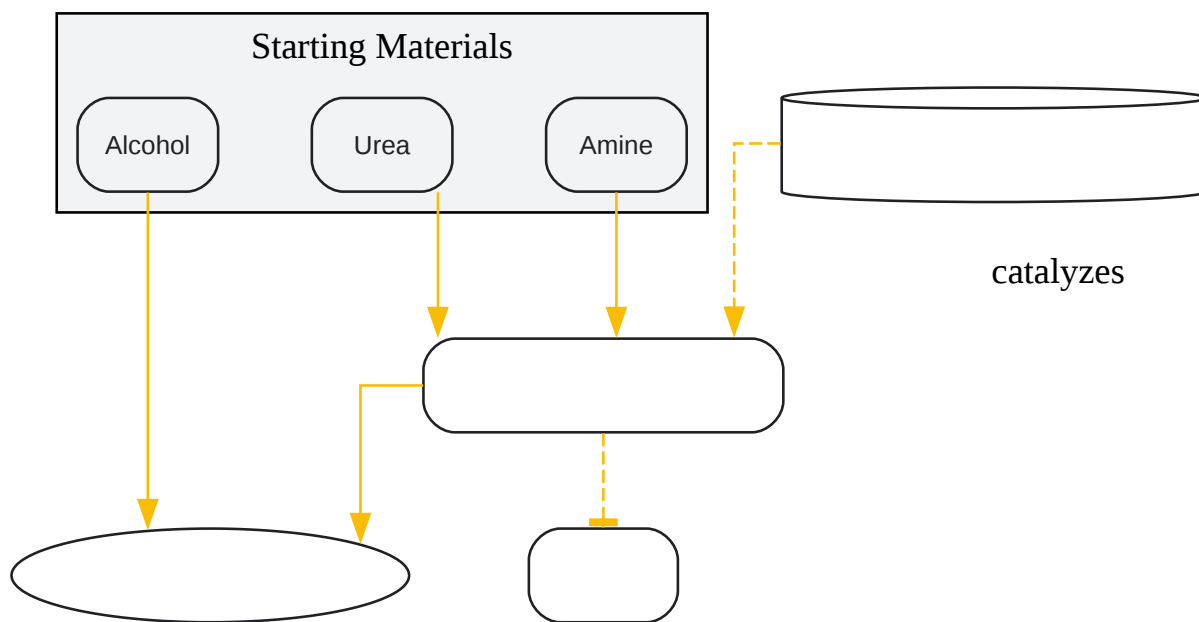 Starting Materials
Alcohol
Urea
Amine
catalyzes